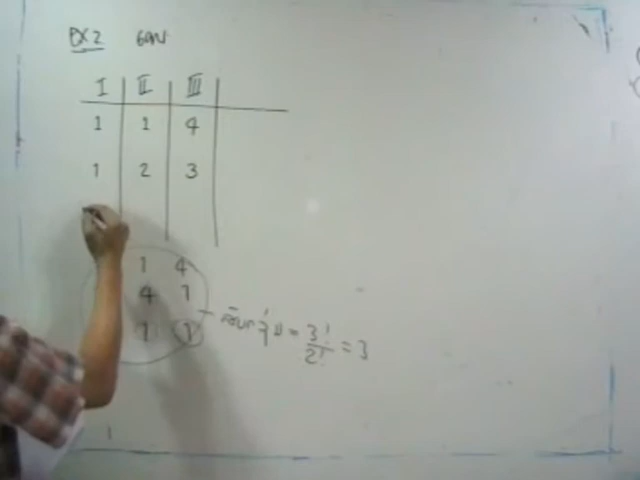 EX2
I II III
1 1 4
1 2 3
1 4
4 1
1 1
= 3!/2! = 3